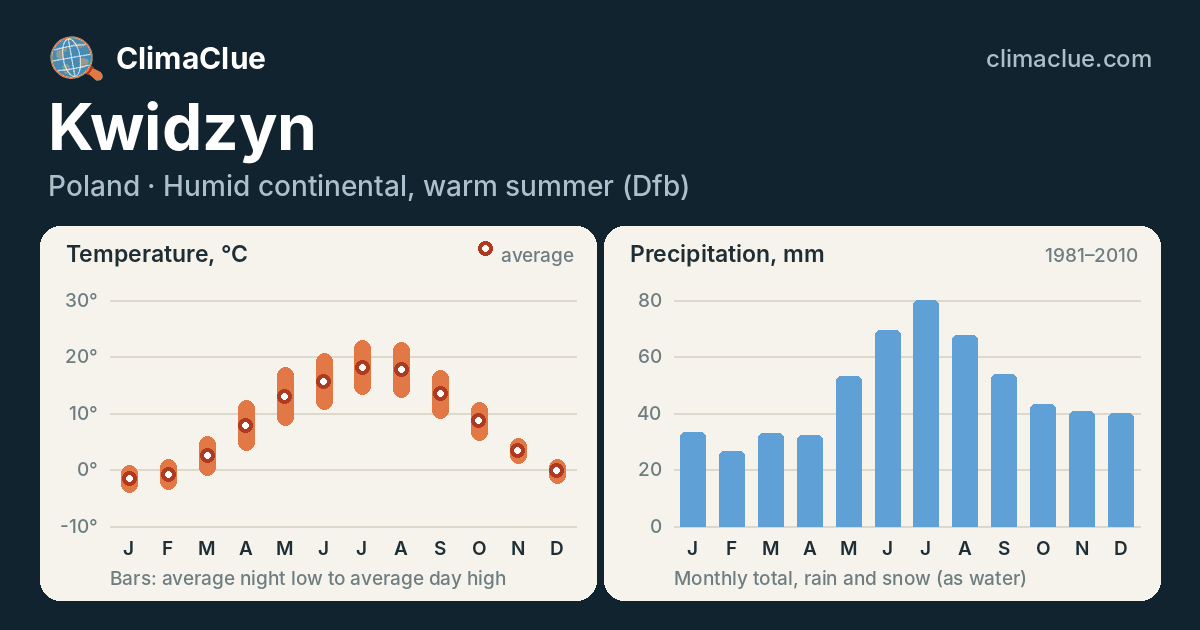 ClimaClue
climaclue.com
Kwidzyn
Poland · Humid continental, warm summer (Dfb)
Temperature, °C
average
30°
20°
10°
0°
-10°
J F M A M J J A S O N D
Bars: average night low to average day high
Precipitation, mm
1981–2010
80
60
40
20
0
J F M A M J J A S O N D
Monthly total, rain and snow (as water)